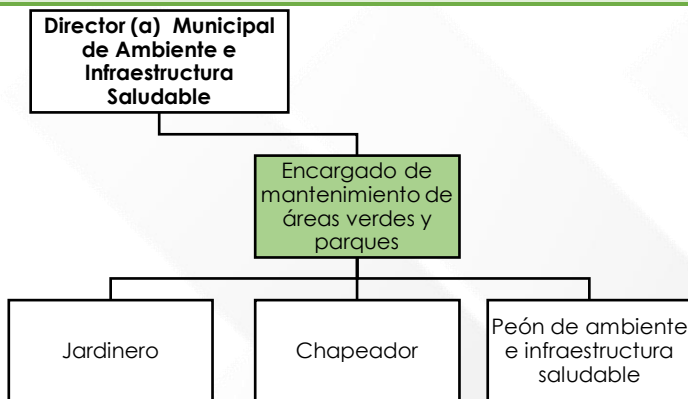 Director (a) Municipal
de Ambiente e
Infraestructura
Saludable
Encargado de
mantenimiento de
áreas verdes y
parques
Jardinero
Chapeador
Peón de ambiente
e infraestructura
saludable